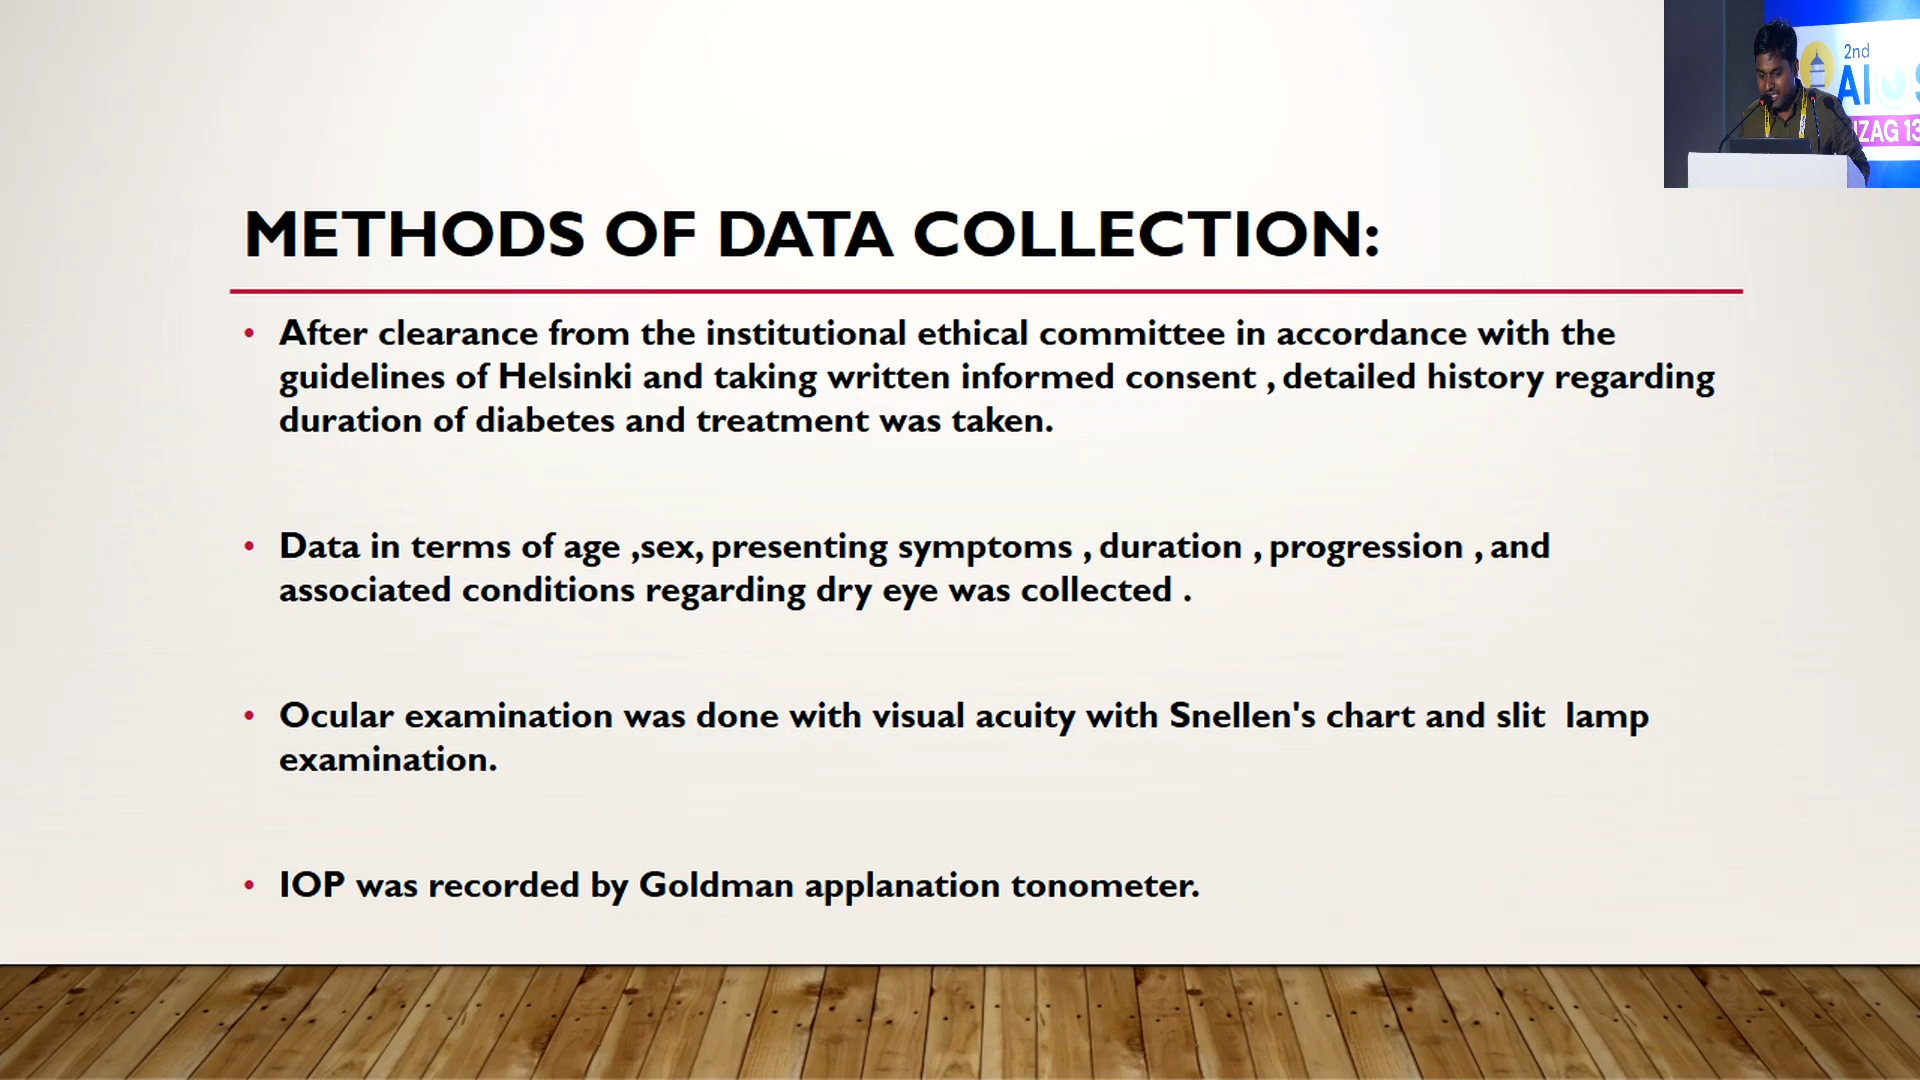 2nd
AI
IZAG 13
METHODS OF DATA COLLECTION:
• After clearance from the institutional ethical committee in accordance with the
guidelines of Helsinki and taking written informed consent , detailed history regarding
duration of diabetes and treatment was taken.
• Data in terms of age ,sex, presenting symptoms , duration , progression , and
associated conditions regarding dry eye was collected .
• Ocular examination was done with visual acuity with Snellen's chart and slit  lamp
examination.
• IOP was recorded by Goldman applanation tonometer.